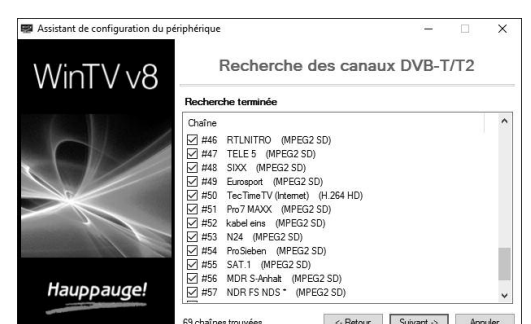 Assistant de configuration du périphérique
WinTV v8
Recherche des canaux DVB-T/T2
Recherche terminée
Chaîne
#46 RTLNITRO (MPEG2 SD)
#47 TELE 5 (MPEG2 SD)
#48 SIXX (MPEG2 SD)
#49 Eurosport (MPEG2 SD)
#50 TecTimeTV (Internet) (H.264 HD)
#51 Pro7 MAXX (MPEG2 SD)
#52 kabel eins (MPEG2 SD)
#53 N24 (MPEG2 SD)
#54 ProSieben (MPEG2 SD)
#55 SAT.1 (MPEG2 SD)
#56 MDR S-Anhalt (MPEG2 SD)
#57 NDR FS NDS * (MPEG2 SD)
Hauppauge!
69 chaînes trouvées
<- Retour Suivant -> Annuler